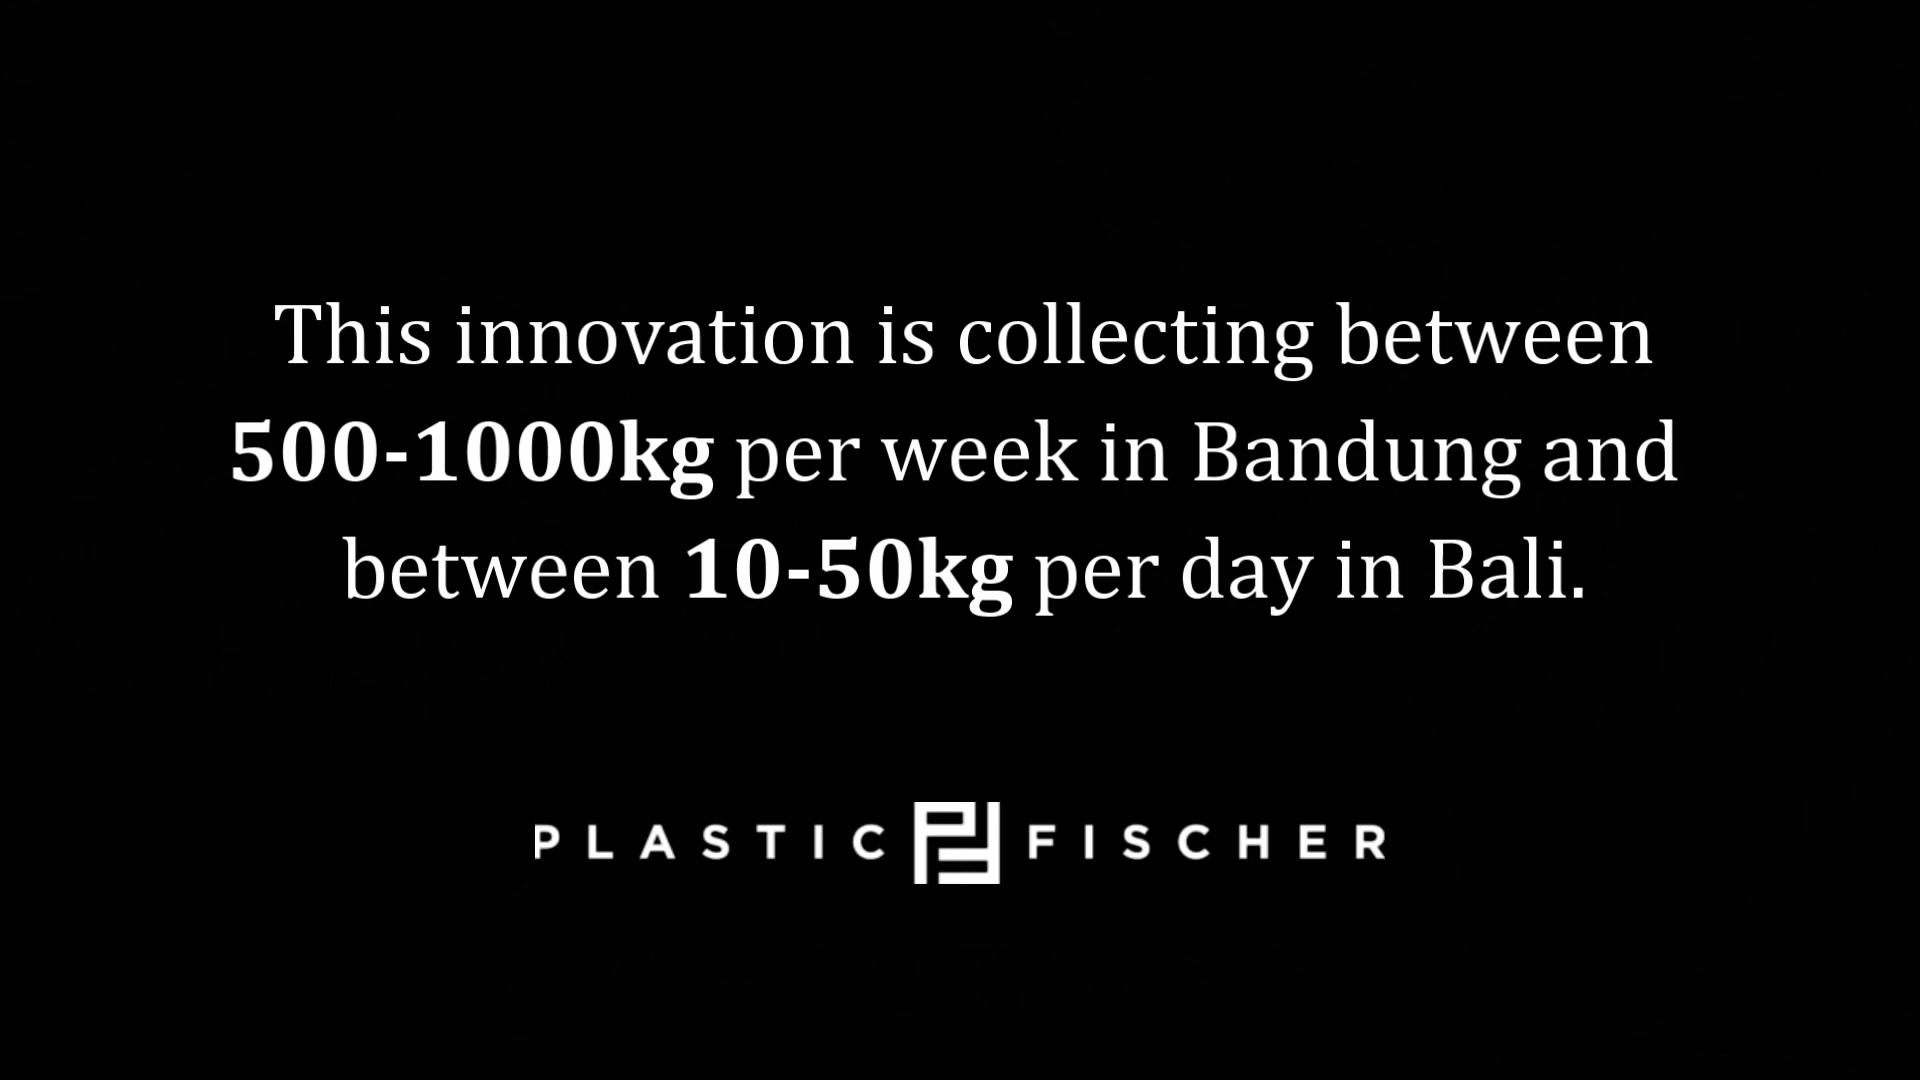 This innovation is collecting between
500-1000kg per week in Bandung and
between 10-50kg per day in Bali.
PLASTIC FISCHER